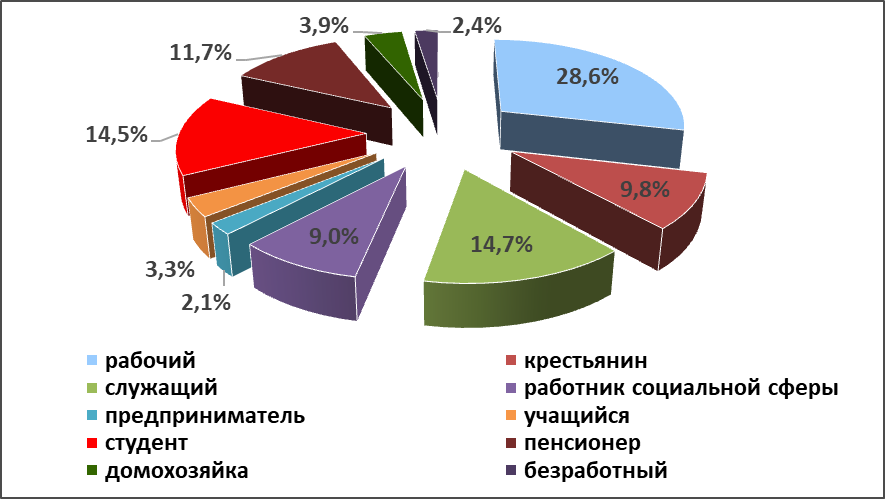 3,9%
2,4%
11,7%
28,6%
14,5%
9,8%
9,0%
14,7%
3,3%
2,1%
рабочий
крестьянин
служащий
работник социальной сферы
предприниматель
учащийся
студент
пенсионер
домохозяйка
безработный